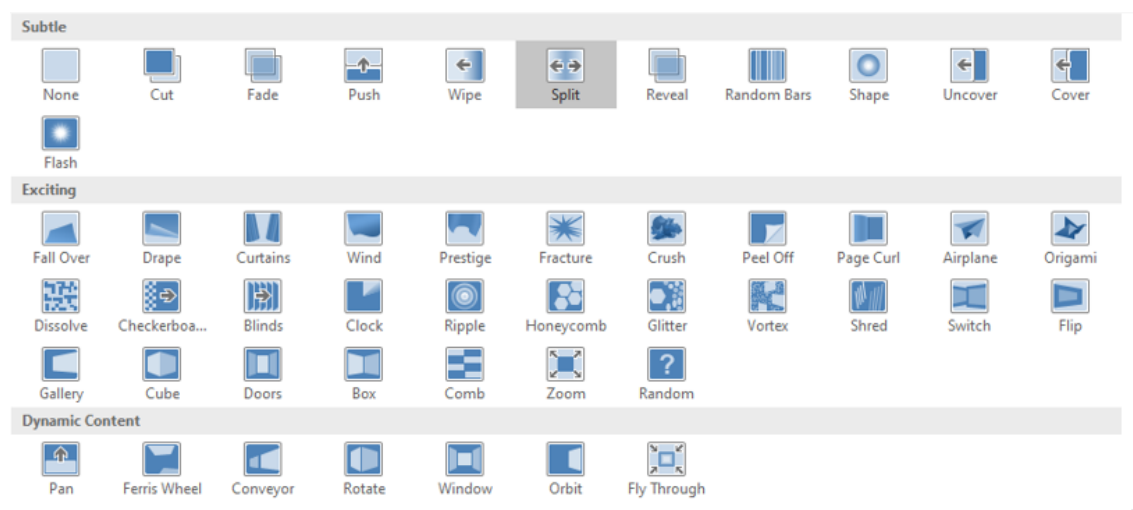 Subtle
None Cut Fade Push Wipe Split Reveal Random Bars Shape Uncover Cover
Flash
Exciting
Fall Over Drape Curtains Wind Prestige Fracture Crush Peel Off Page Curl Airplane Origami
Dissolve Checkerboa... Blinds Clock Ripple Honeycomb Glitter Vortex Shred Switch Flip
?
Gallery Cube Doors Box Comb Zoom Random
Dynamic Content
Pan Ferris Wheel Conveyor Rotate Window Orbit Fly Through